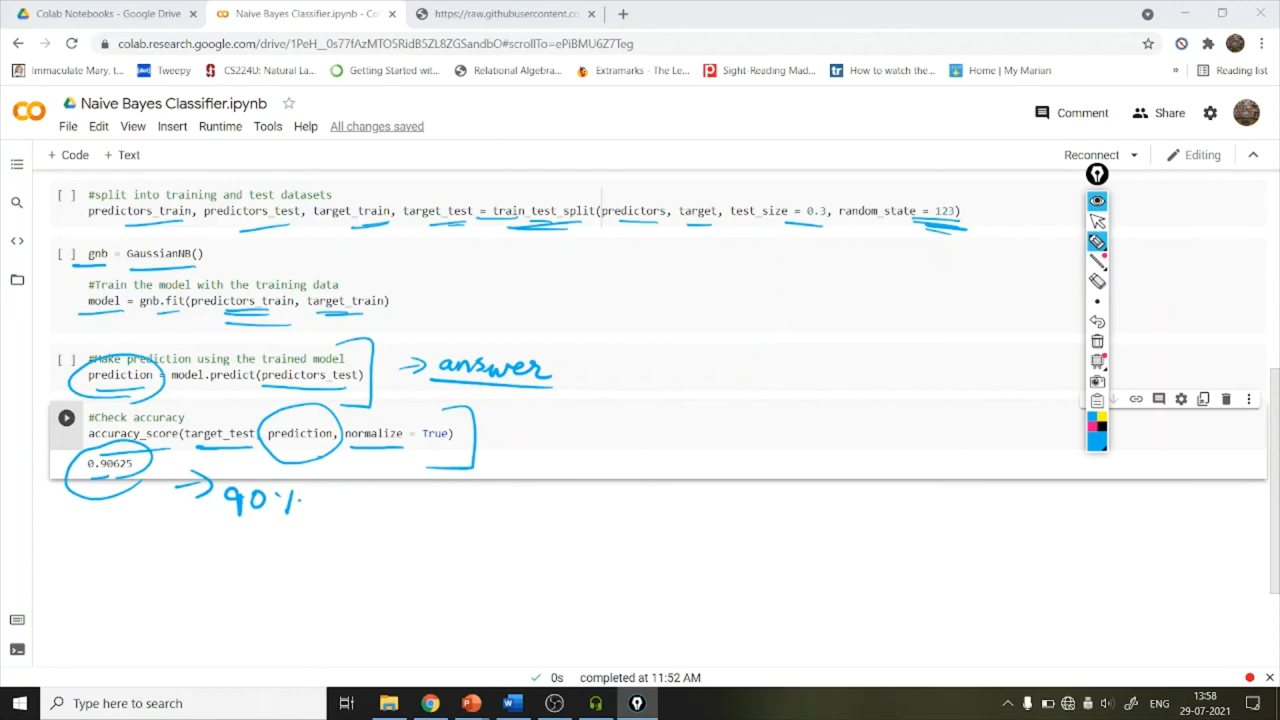 Colab Notebooks - Google Drive
Naive Bayes Classifier.ipynb - Co
https://raw.githubusercontent.co
colab.research.google.com/drive/1PeH__0s77fAzMTO5RidB5ZL8ZGSandbO#scrollTo=ePiBMU6Z7Teg
Immaculate Mary, t...
dot
Tweepy
CS224U: Natural La...
Getting Started wit...
Relational Algebra...
Extramarks - The Le...
Sight-Reading Mad...
tr
How to watch the...
Home | My Marian
»
Reading list
Naive Bayes Classifier.ipynb
Comment
Share
File Edit View Insert Runtime Tools Help All changes saved
+ Code + Text
Reconnect
Editing
[ ] #split into training and test datasets
predictors_train, predictors_test, target_train, target_test = train_test_split(predictors, target, test_size = 0.3, random_state = 123)
[ ] gnb = GaussianNB()
#Train the model with the training data
model = gnb.fit(predictors_train, target_train)
[ ] #Make prediction using the trained model
prediction = model.predict(predictors_test)
→ answer
#Check accuracy
accuracy_score(target_test, prediction, normalize = True)
0.90625
→ 90%
0s completed at 11:52 AM
Type here to search
ENG
13:58
29-07-2021